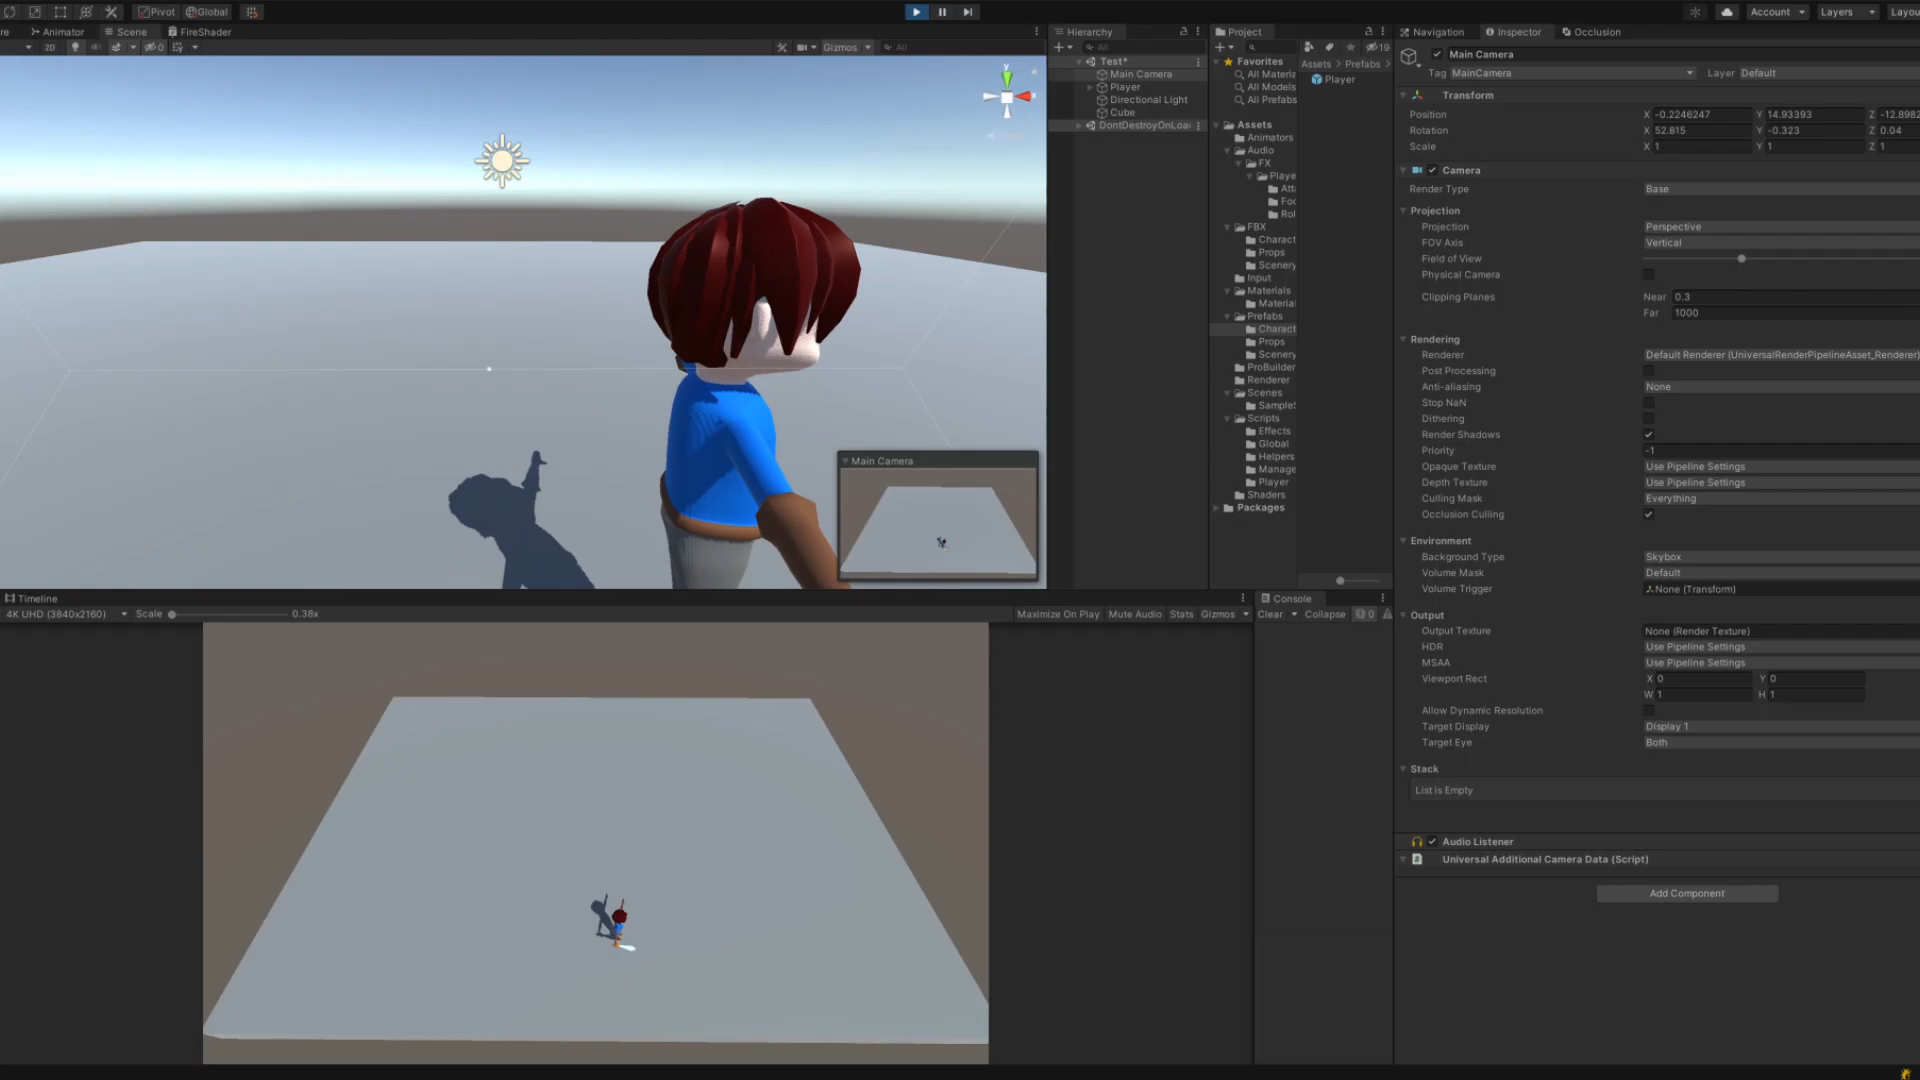 Pivot Global Account Layers Layou
re Animator Scene FireShader
2D 0 Gizmos All
y
Main Camera
Hierarchy
All
Test*
Main Camera
Player
Directional Light
Cube
DontDestroyOnLoa
Project
19
Favorites
All Materia
All Models
All Prefabs
Assets
Animators
Audio
FX
Playe
Atta
Foo
Rol
FBX
Charact
Props
Scenery
Input
Materials
Materia
Prefabs
Charact
Props
Scenery
ProBuilder
Renderer
Scenes
SampleS
Scripts
Effects
Global
Helpers
Manage
Player
Shaders
Packages
Assets > Prefabs >
Player
Navigation Inspector Occlusion
Main Camera
Tag MainCamera Layer Default
Transform
Position X -0.2246247 Y 14.93393 Z -12.8982
Rotation X 52.815 Y -0.323 Z 0.04
Scale X 1 Y 1 Z 1
Camera
Render Type Base
Projection
Projection Perspective
FOV Axis Vertical
Field of View
Physical Camera
Clipping Planes Near 0.3
Far 1000
Rendering
Renderer Default Renderer (UniversalRenderPipelineAsset_Renderer)
Post Processing
Anti-aliasing None
Stop NaN
Dithering
Render Shadows
Priority -1
Opaque Texture Use Pipeline Settings
Depth Texture Use Pipeline Settings
Culling Mask Everything
Occlusion Culling
Environment
Background Type Skybox
Volume Mask Default
Volume Trigger None (Transform)
Output
Output Texture None (Render Texture)
HDR Use Pipeline Settings
MSAA Use Pipeline Settings
Viewport Rect X 0 Y 0
W 1 H 1
Allow Dynamic Resolution
Target Display Display 1
Target Eye Both
Stack
List is Empty
Audio Listener
Universal Additional Camera Data (Script)
Add Component
Timeline
4K UHD (3840x2160) Scale 0.38x Maximize On Play Mute Audio Stats Gizmos
Console
Clear Collapse 0